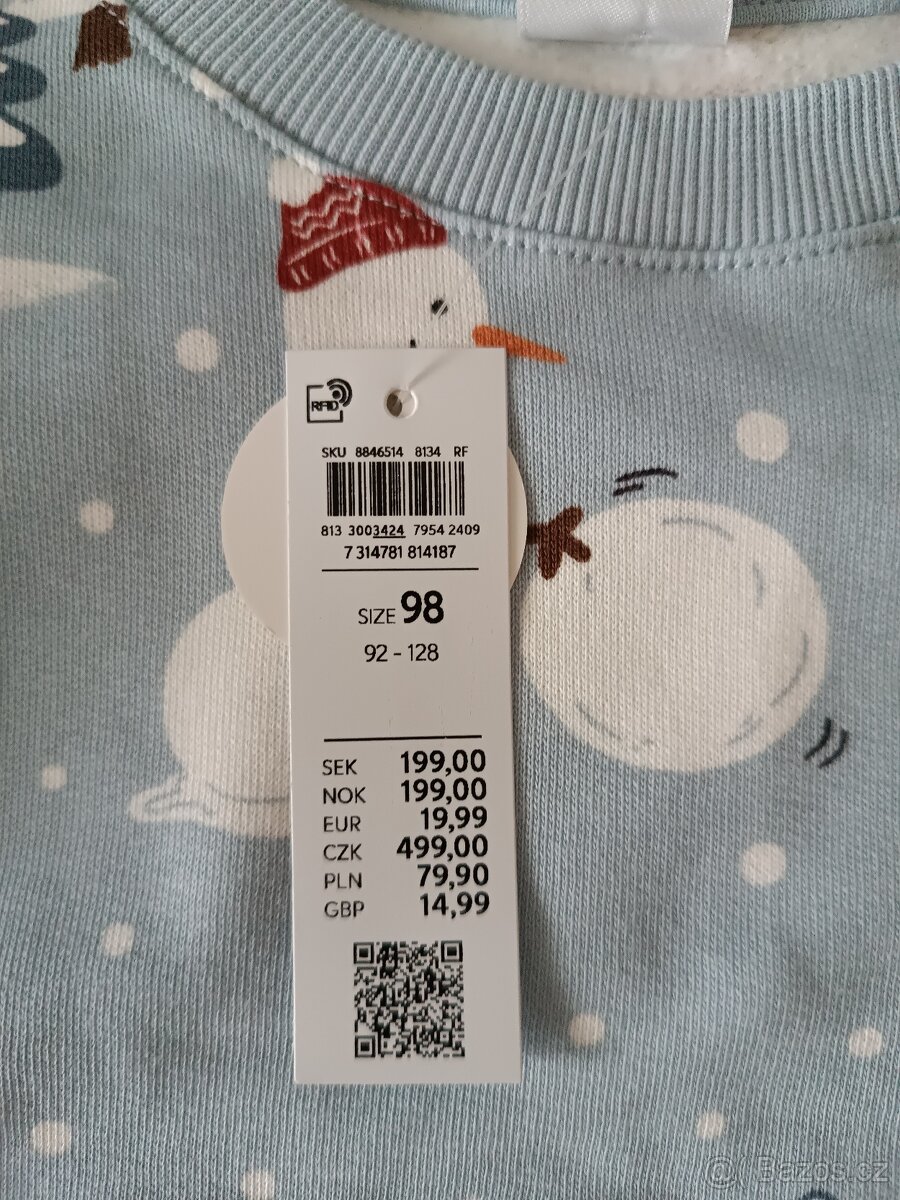 RFID
SKU 8846514 8134 RF
813 3003424 7954 2409
7 314781 814187
SIZE 98
92 - 128
SEK 199,00
NOK 199,00
EUR 19,99
CZK 499,00
PLN 79,90
GBP 14,99
© Bazos.cz